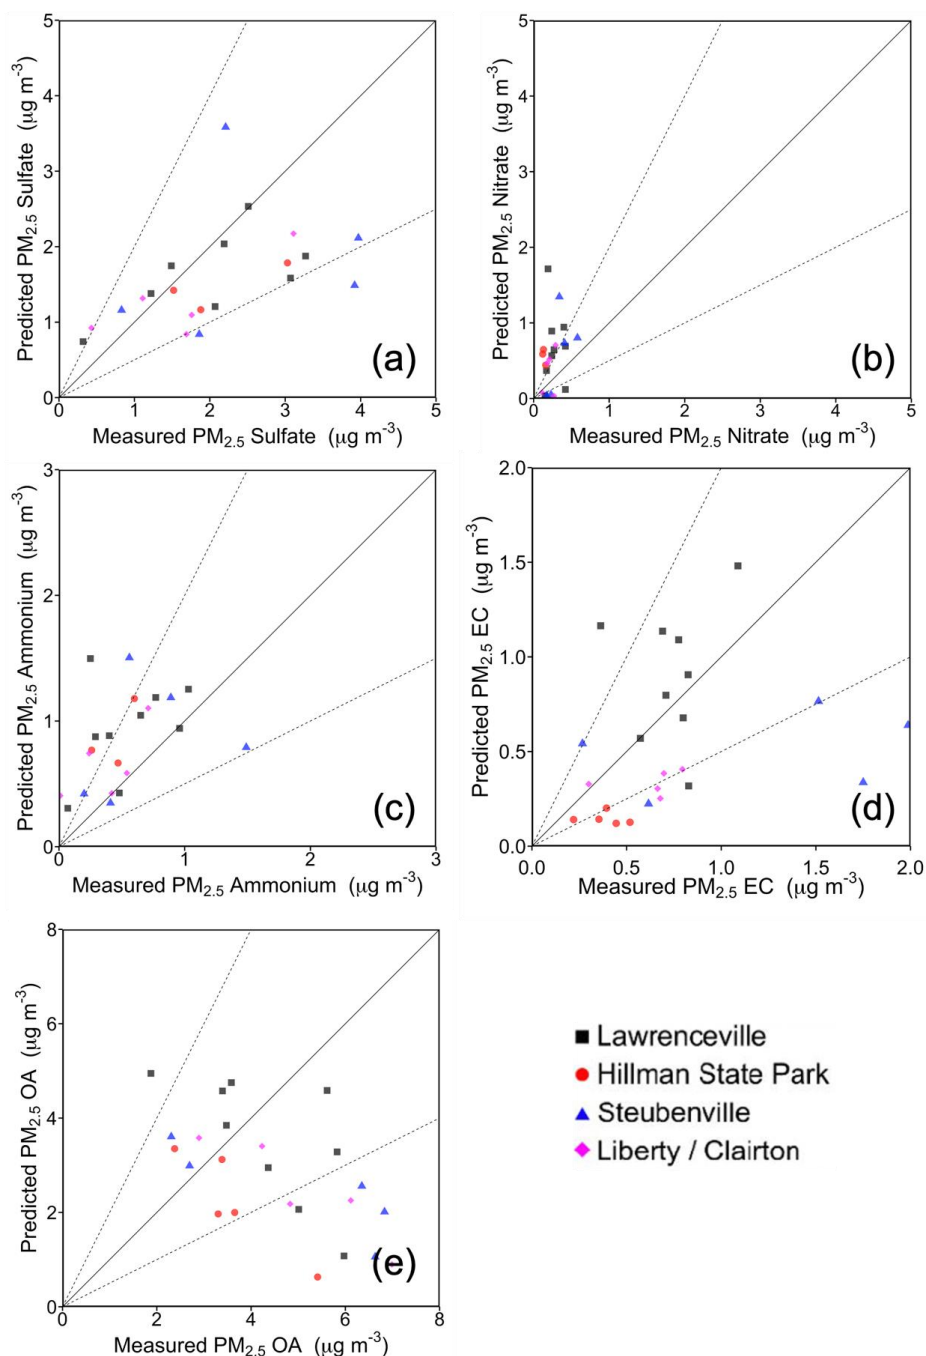 5
5
4
4
3
3
2
2
1
1
0
0
0 1 2 3 4 5
0 1 2 3 4 5
Predicted PM2.5 Sulfate (μg m-3)
Measured PM2.5 Sulfate (μg m-3)
(a)
Predicted PM2.5 Nitrate (μg m-3)
Measured PM2.5 Nitrate (μg m-3)
(b)
3
2
1
0
0 1 2 3
Predicted PM2.5 Ammonium (μg m-3)
Measured PM2.5 Ammonium (μg m-3)
(c)
2.0
1.5
1.0
0.5
0.0
0.0 0.5 1.0 1.5 2.0
Predicted PM2.5 EC (μg m-3)
Measured PM2.5 EC (μg m-3)
(d)
8
6
4
2
0
0 2 4 6 8
Predicted PM2.5 OA (μg m-3)
Measured PM2.5 OA (μg m-3)
(e)
Lawrenceville
Hillman State Park
Steubenville
Liberty / Clairton